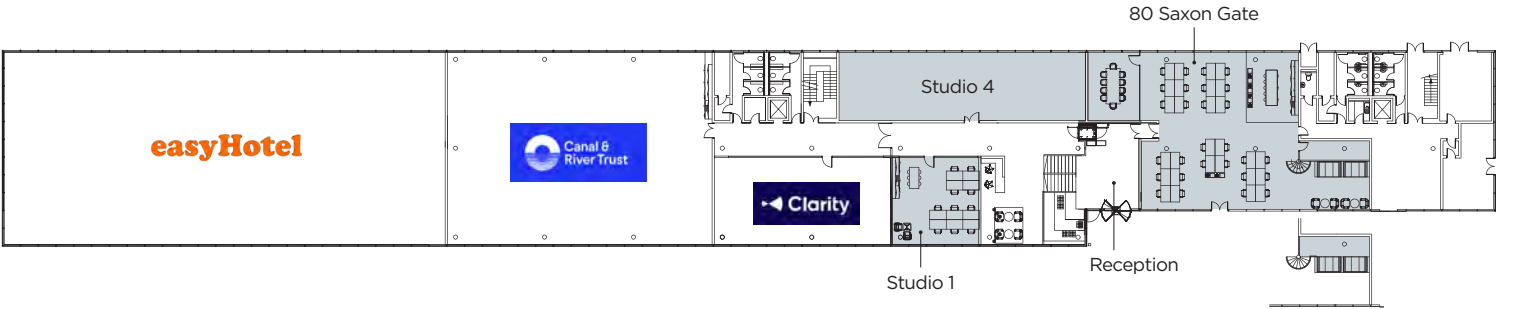 80 Saxon Gate
Studio 4
easyHotel
Canal &
River Trust
Clarity
Reception
Studio 1